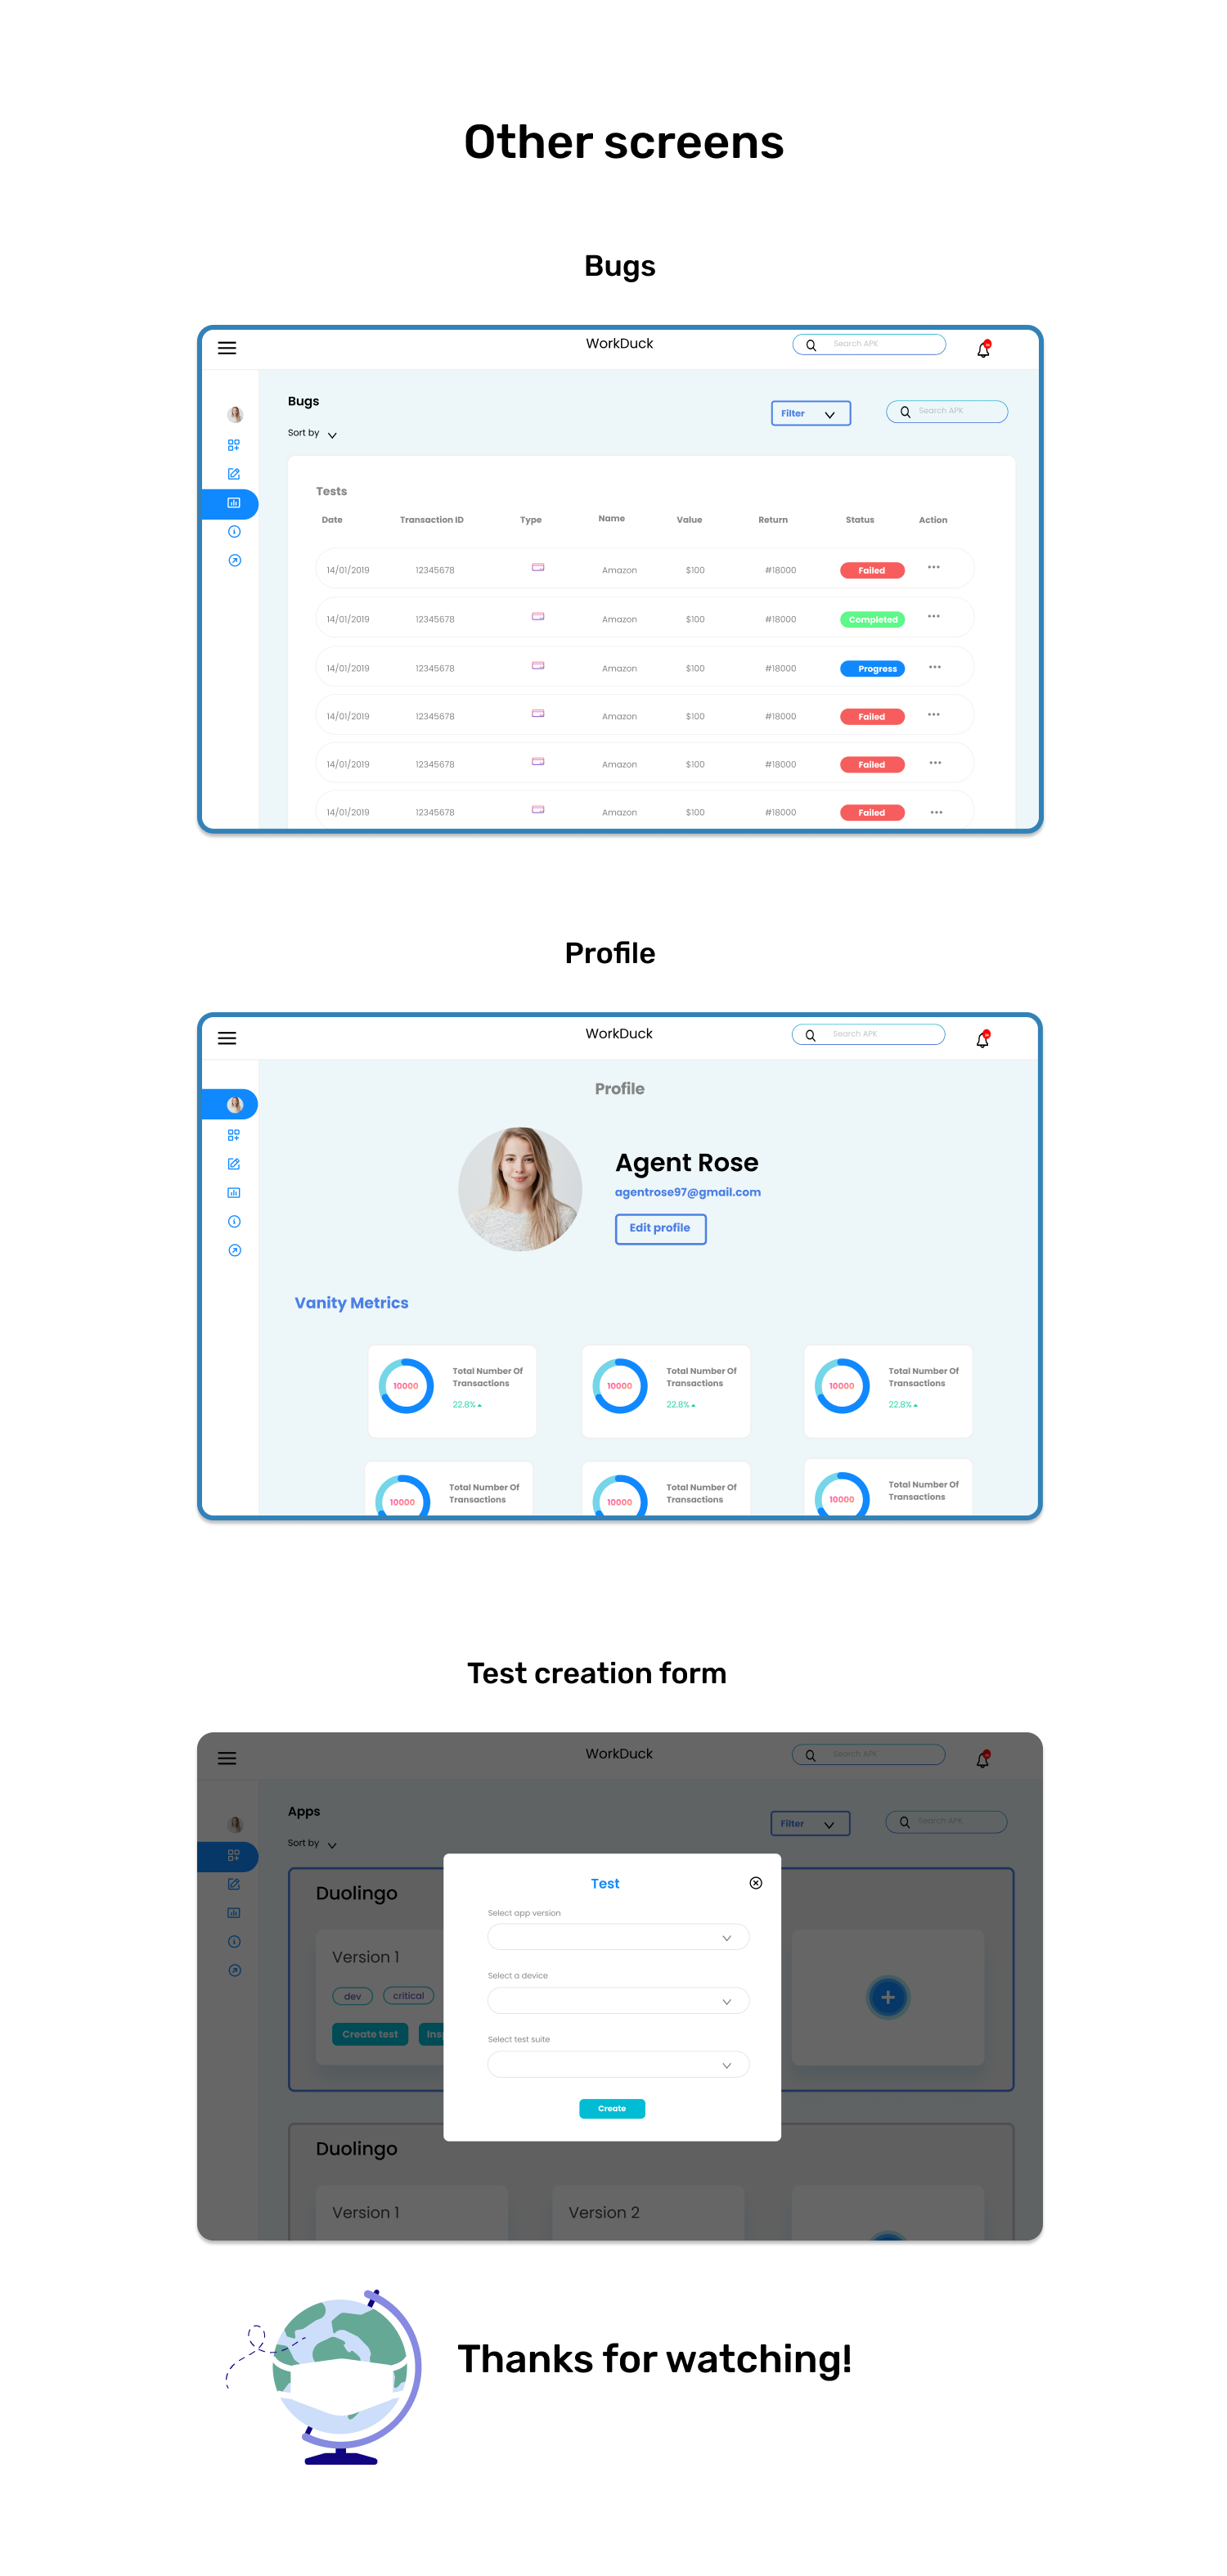 Other screens
Bugs
WorkDuck
Search APK
Bugs
Filter
Search APK
Sort by
Tests
Date Transaction ID Type Name Value Return Status Action
14/01/2019 12345678 Amazon $100 #18000 Failed
14/01/2019 12345678 Amazon $100 #18000 Completed
14/01/2019 12345678 Amazon $100 #18000 Progress
14/01/2019 12345678 Amazon $100 #18000 Failed
14/01/2019 12345678 Amazon $100 #18000 Failed
14/01/2019 12345678 Amazon $100 #18000 Failed
Profile
WorkDuck
Search APK
Profile
Agent Rose
agentrose97@gmail.com
Edit profile
Vanity Metrics
10000
Total Number Of
Transactions
22.8%
10000
Total Number Of
Transactions
22.8%
10000
Total Number Of
Transactions
22.8%
10000
Total Number Of
Transactions
10000
Total Number Of
Transactions
10000
Total Number Of
Transactions
Test creation form
WorkDuck
Search APK
Apps
Filter
Search APK
Sort by
Duolingo
Version 1
dev critical
Create test Ins
Test
Select app version
Select a device
Select test suite
Create
Duolingo
Version 1
Version 2
Thanks for watching!